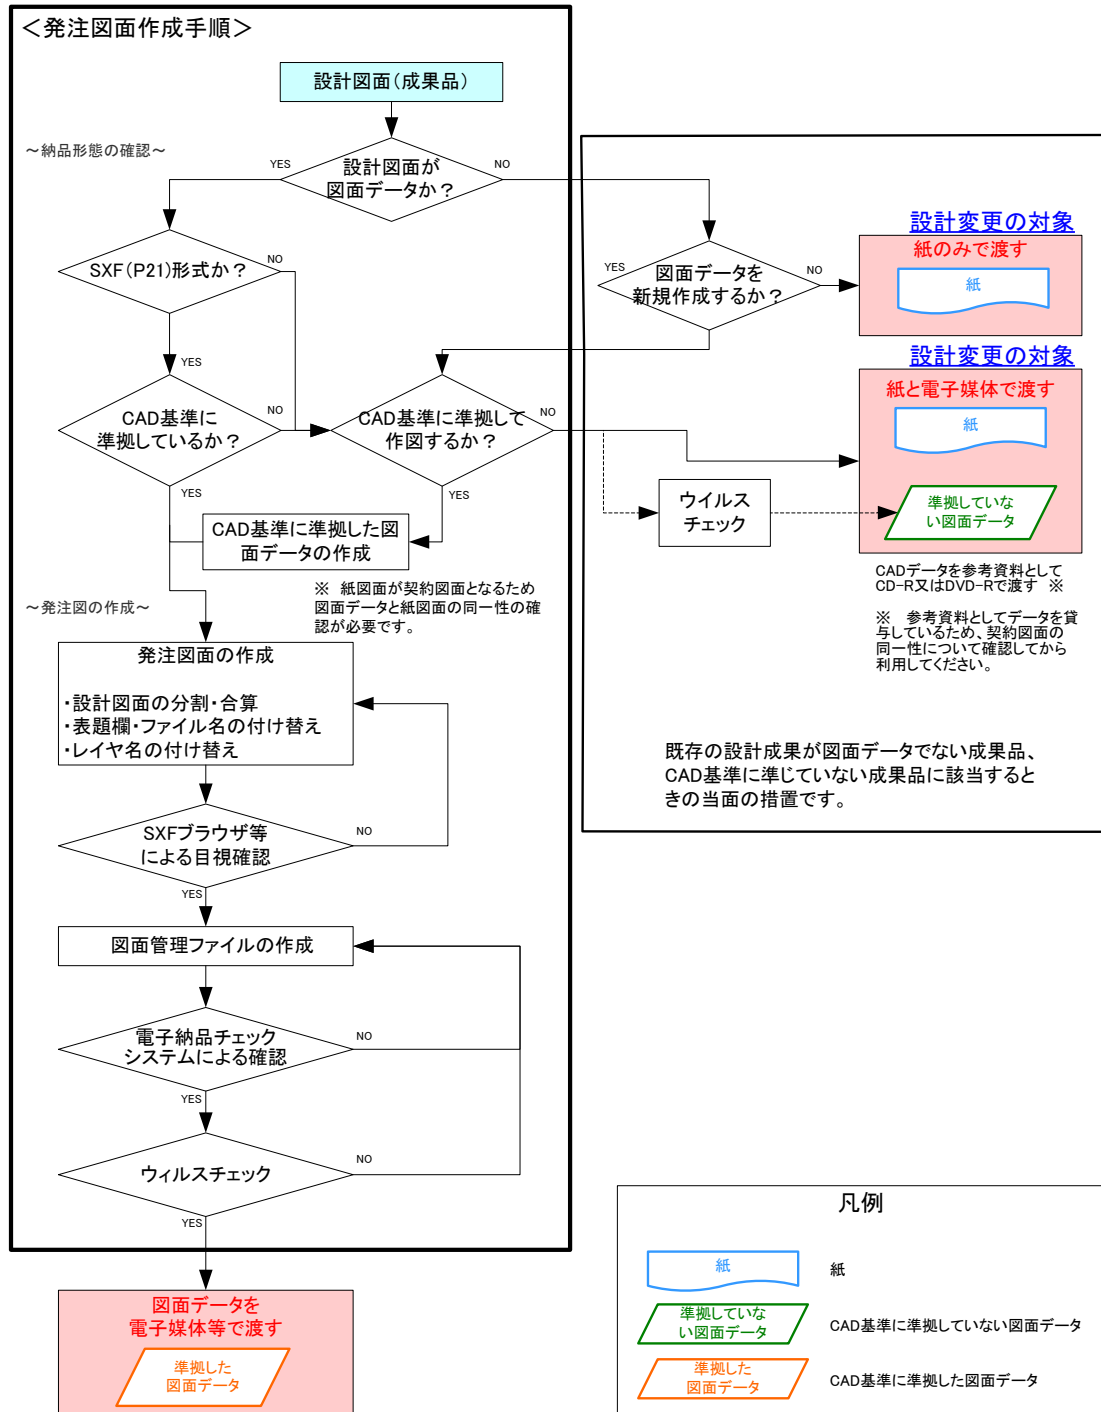 ＜発注図面作成手順＞
設計図面（成果品）
～納品形態の確認～
YES
設計図面が
図面データか？
NO
SXF（P21）形式か？
NO
YES
CAD基準に
準拠しているか？
NO
YES
CAD基準に準拠して
作図するか？
NO
YES
CAD基準に準拠した図
面データの作成
※　紙図面が契約図面となるため
図面データと紙図面の同一性の確
認が必要です。
～発注図の作成～
発注図面の作成
・設計図面の分割・合算
・表題欄・ファイル名の付け替え
・レイヤ名の付け替え
SXFブラウザ等
による目視確認
NO
YES
図面管理ファイルの作成
電子納品チェック
システムによる確認
NO
YES
ウィルスチェック
NO
YES
図面データを
電子媒体等で渡す
準拠した
図面データ
YES
図面データを
新規作成するか？
NO
設計変更の対象
紙のみで渡す
紙
設計変更の対象
紙と電子媒体で渡す
紙
ウイルス
チェック
準拠していな
い図面データ
CADデータを参考資料として
CD-R又はDVD-Rで渡す　※
※　参考資料としてデータを貸
与しているため、契約図面の
同一性について確認してから
利用してください。
既存の設計成果が図面データでない成果品、
CAD基準に準じていない成果品に該当すると
きの当面の措置です。
凡例
紙
紙
準拠していな
い図面データ
CAD基準に準拠していない図面データ
準拠した
図面データ
CAD基準に準拠した図面データ